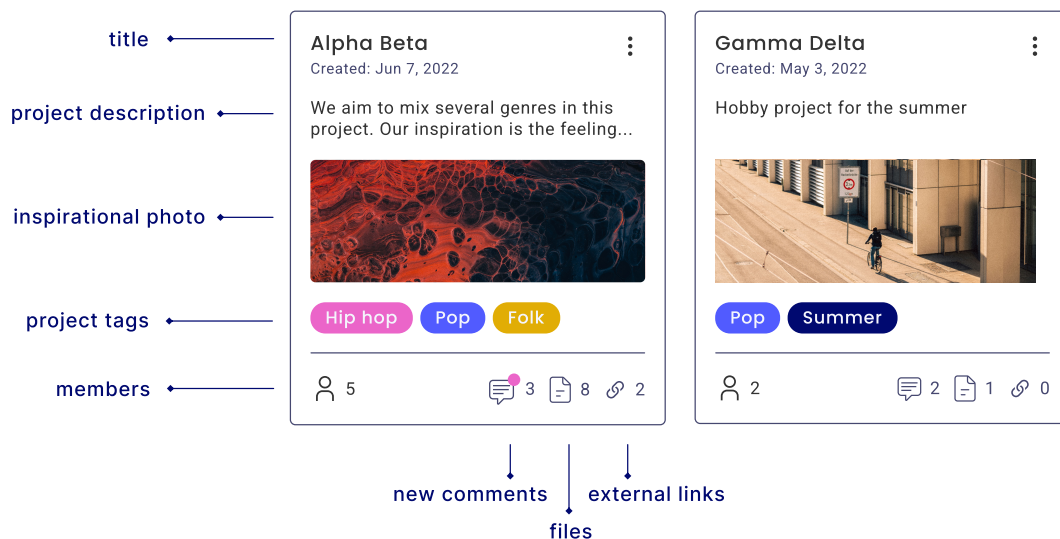 title
Alpha Beta
Created: Jun 7, 2022
Gamma Delta
Created: May 3, 2022
project description
We aim to mix several genres in this
project. Our inspiration is the feeling...
Hobby project for the summer
inspirational photo
project tags
Hip hop
Pop
Folk
Pop
Summer
members
5
3
8
2
2
2
1
0
new comments
external links
files